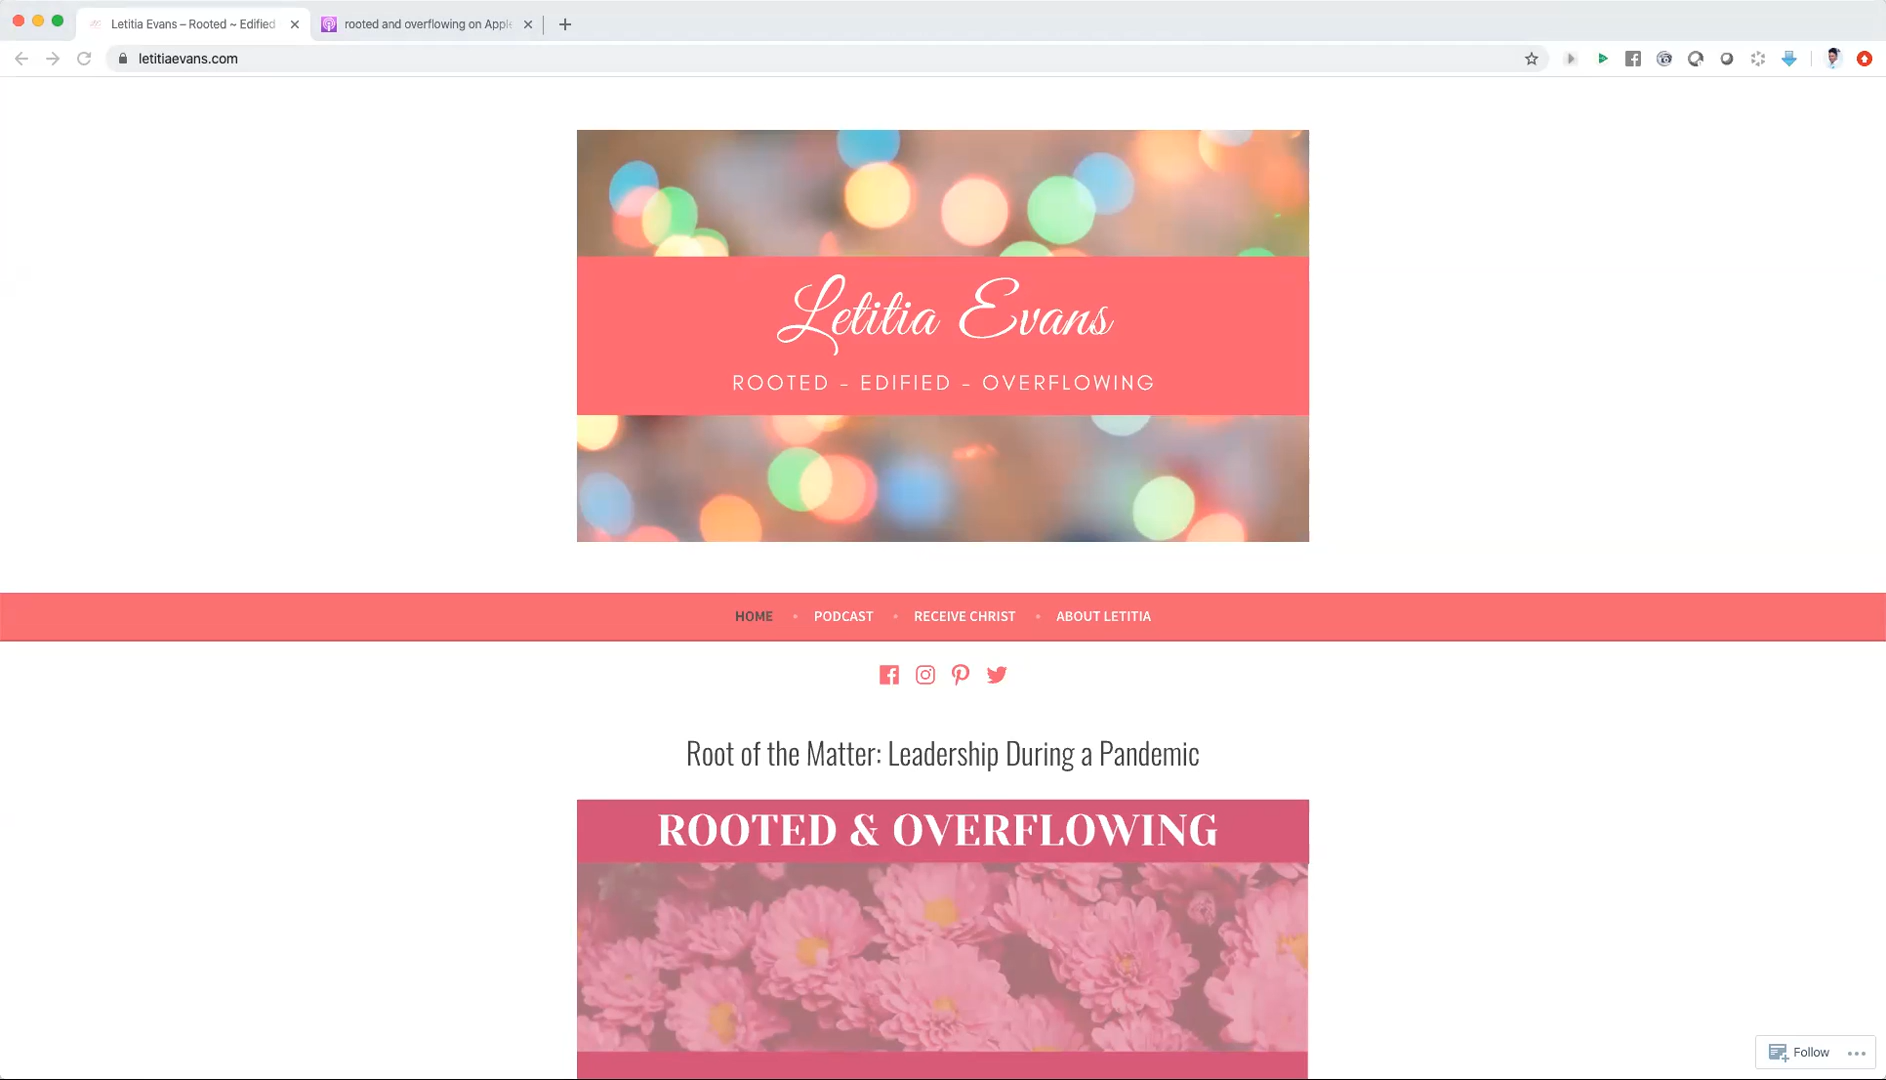 Letitia Evans – Rooted ~ Edified
rooted and overflowing on Apple
letitiaevans.com
Letitia Evans
ROOTED - EDIFIED - OVERFLOWING
HOME • PODCAST • RECEIVE CHRIST • ABOUT LETITIA
Root of the Matter: Leadership During a Pandemic
ROOTED & OVERFLOWING
Follow